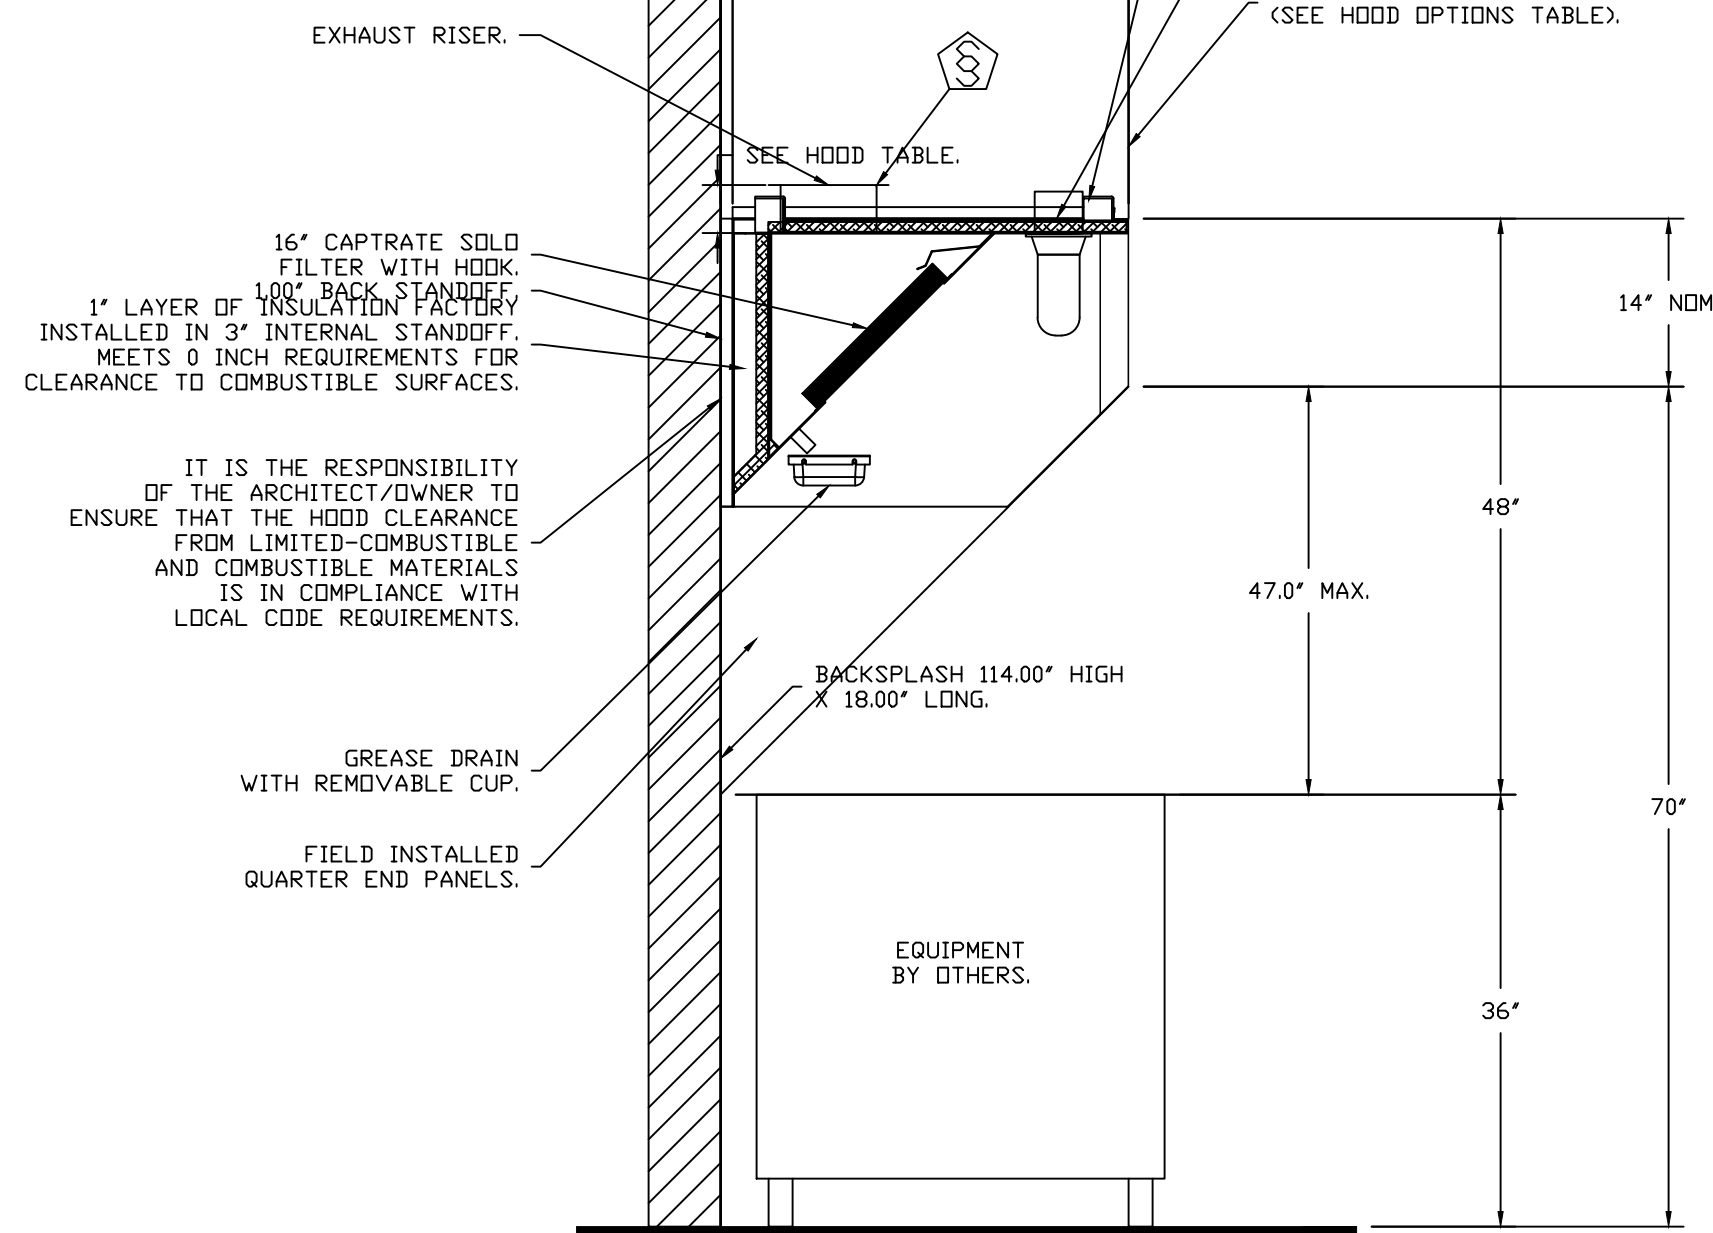 (SEE HOOD OPTIONS TABLE).
EXHAUST RISER.
S
SEE HOOD TABLE.
16" CAPTRATE SOLO
FILTER WITH HOOK.
1.00" BACK STANDOFF.
1" LAYER OF INSULATION FACTORY
INSTALLED IN 3" INTERNAL STANDOFF.
MEETS 0 INCH REQUIREMENTS FOR
CLEARANCE TO COMBUSTIBLE SURFACES.
14" NOM
IT IS THE RESPONSIBILITY
OF THE ARCHITECT/OWNER TO
ENSURE THAT THE HOOD CLEARANCE
FROM LIMITED-COMBUSTIBLE
AND COMBUSTIBLE MATERIALS
IS IN COMPLIANCE WITH
LOCAL CODE REQUIREMENTS.
48"
47.0" MAX.
BACKSPLASH 114.00" HIGH
X 18.00" LONG.
GREASE DRAIN
WITH REMOVABLE CUP.
70"
FIELD INSTALLED
QUARTER END PANELS.
EQUIPMENT
BY OTHERS.
36"